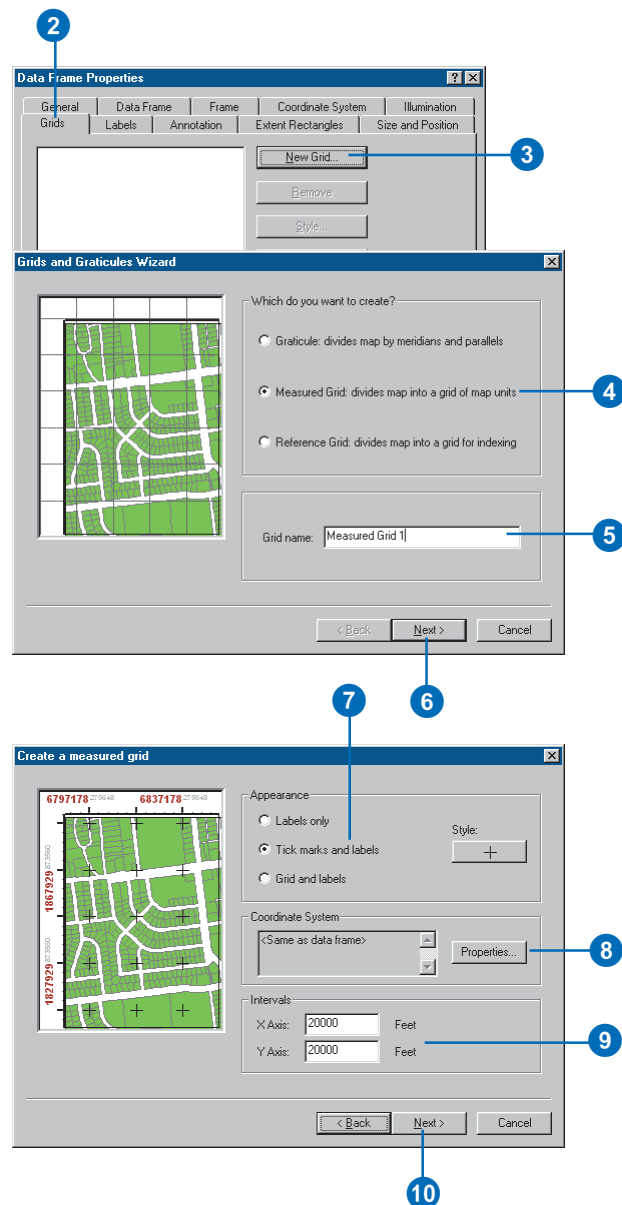 2
Data Frame Properties
General Data Frame Frame Coordinate System Illumination
Grids Labels Annotation Extent Rectangles Size and Position
New Grid...
3
Remove
Style...
Grids and Graticules Wizard
Which do you want to create?
Graticule: divides map by meridians and parallels
Measured Grid: divides map into a grid of map units
4
Reference Grid: divides map into a grid for indexing
Grid name: Measured Grid 1
5
< Back Next > Cancel
6
7
Create a measured grid
6797178 275648 6837178 275648
1867929 873560
1827929 873560
Appearance
Labels only
Tick marks and labels
Grid and labels
Style:
Coordinate System
<Same as data frame>
Properties...
8
Intervals
X Axis: 20000 Feet
Y Axis: 20000 Feet
9
< Back Next > Cancel
10